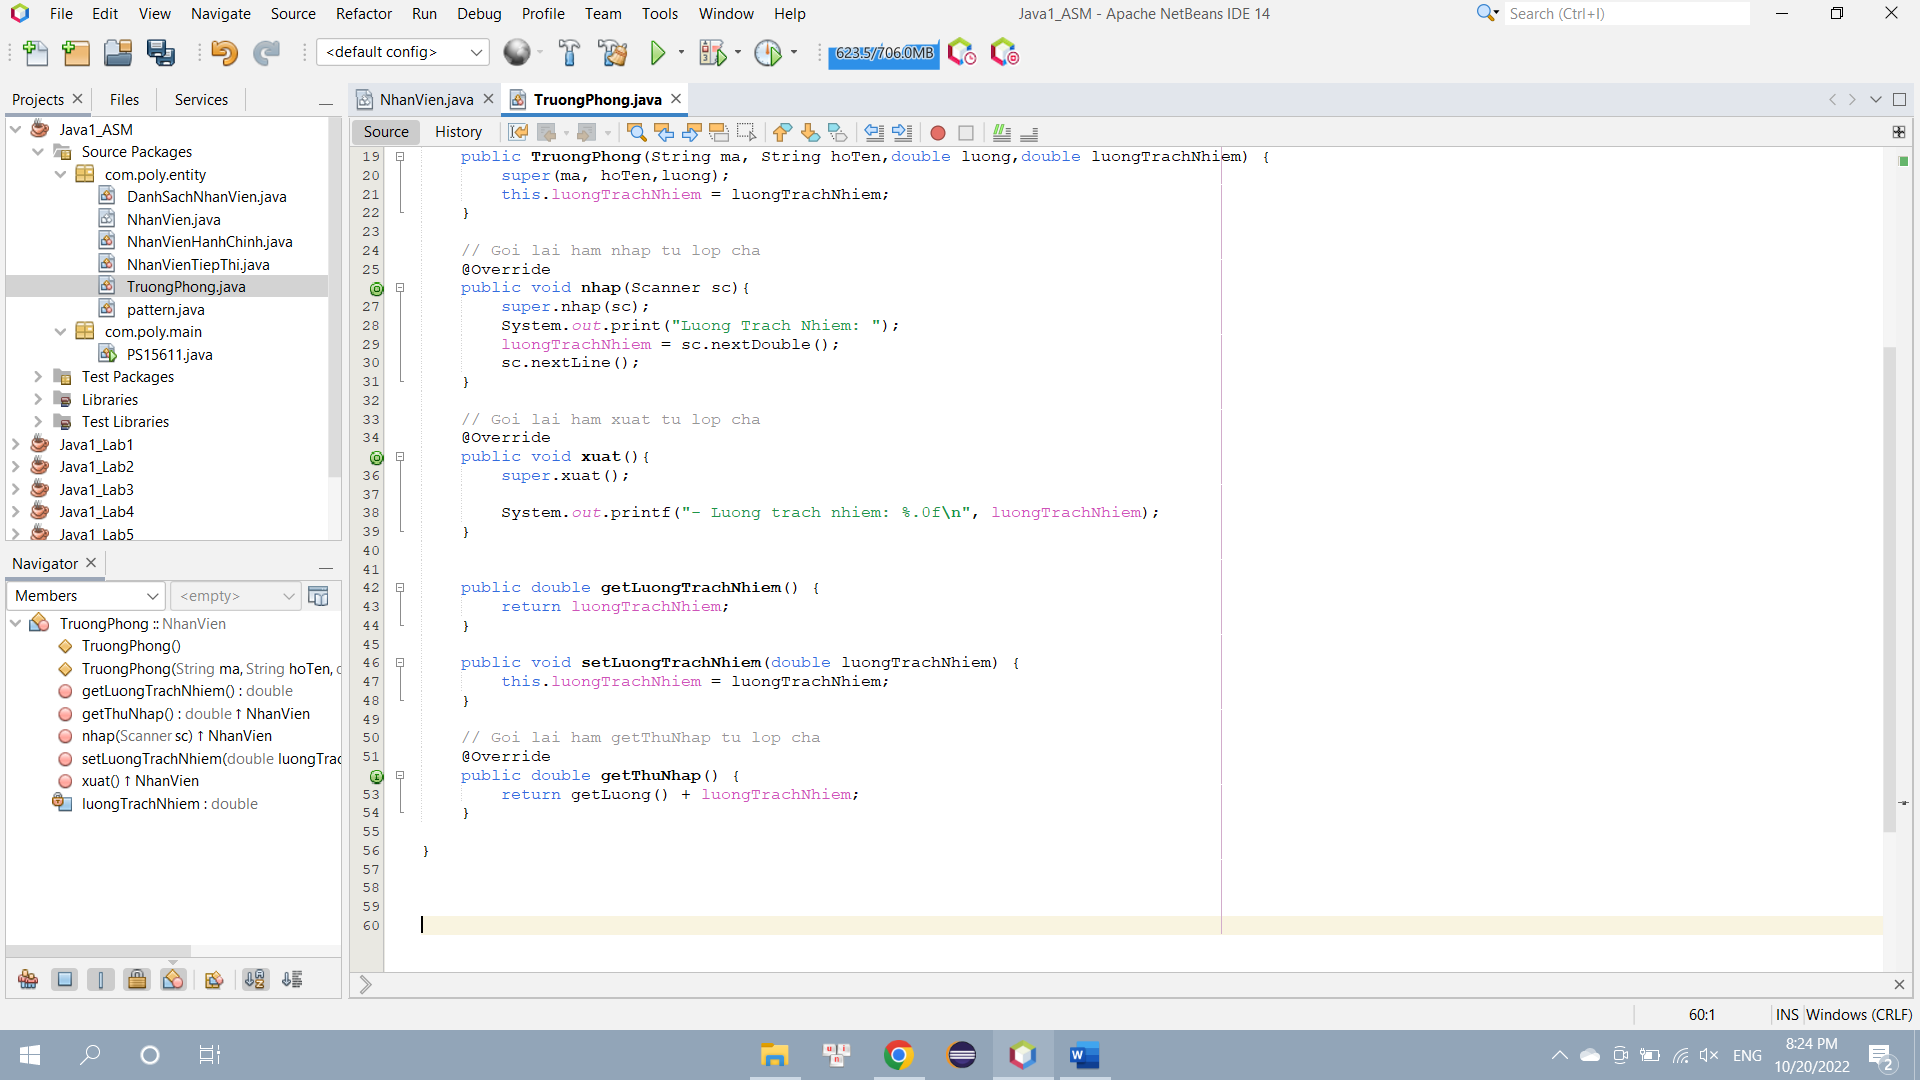 File Edit View Navigate Source Refactor Run Debug Profile Team Tools Window Help
Java1_ASM - Apache NetBeans IDE 14
Search (Ctrl+I)
<default config>
623.5/706.0MB
Projects Files Services
NhanVien.java TruongPhong.java
Source History
Java1_ASM
Source Packages
com.poly.entity
DanhSachNhanVien.java
NhanVien.java
NhanVienHanhChinh.java
NhanVienTiepThi.java
TruongPhong.java
pattern.java
com.poly.main
PS15611.java
Test Packages
Libraries
Test Libraries
Java1_Lab1
Java1_Lab2
Java1_Lab3
Java1_Lab4
Java1_Lab5
Navigator
Members
<empty>
TruongPhong :: NhanVien
TruongPhong()
TruongPhong(String ma, String hoTen, d
getLuongTrachNhiem() : double
getThuNhap() : double ↑ NhanVien
nhap(Scanner sc) ↑ NhanVien
setLuongTrachNhiem(double luongTrac
xuat() ↑ NhanVien
luongTrachNhiem : double
19 public TruongPhong(String ma, String hoTen,double luong,double luongTrachNhiem) {
20 super(ma, hoTen,luong);
21 this.luongTrachNhiem = luongTrachNhiem;
22 }
23
24 // Goi lai ham nhap tu lop cha
25 @Override
public void nhap(Scanner sc){
27 super.nhap(sc);
28 System.out.print("Luong Trach Nhiem: ");
29 luongTrachNhiem = sc.nextDouble();
30 sc.nextLine();
31 }
32
33 // Goi lai ham xuat tu lop cha
34 @Override
public void xuat(){
36 super.xuat();
37
38 System.out.printf("- Luong trach nhiem: %.0f\n", luongTrachNhiem);
39 }
40
41
42 public double getLuongTrachNhiem() {
43 return luongTrachNhiem;
44 }
45
46 public void setLuongTrachNhiem(double luongTrachNhiem) {
47 this.luongTrachNhiem = luongTrachNhiem;
48 }
49
50 // Goi lai ham getThuNhap tu lop cha
51 @Override
public double getThuNhap() {
53 return getLuong() + luongTrachNhiem;
54 }
55
56 }
57
58
59
60
60:1 INS Windows (CRLF)
ENG
8:24 PM
10/20/2022
2